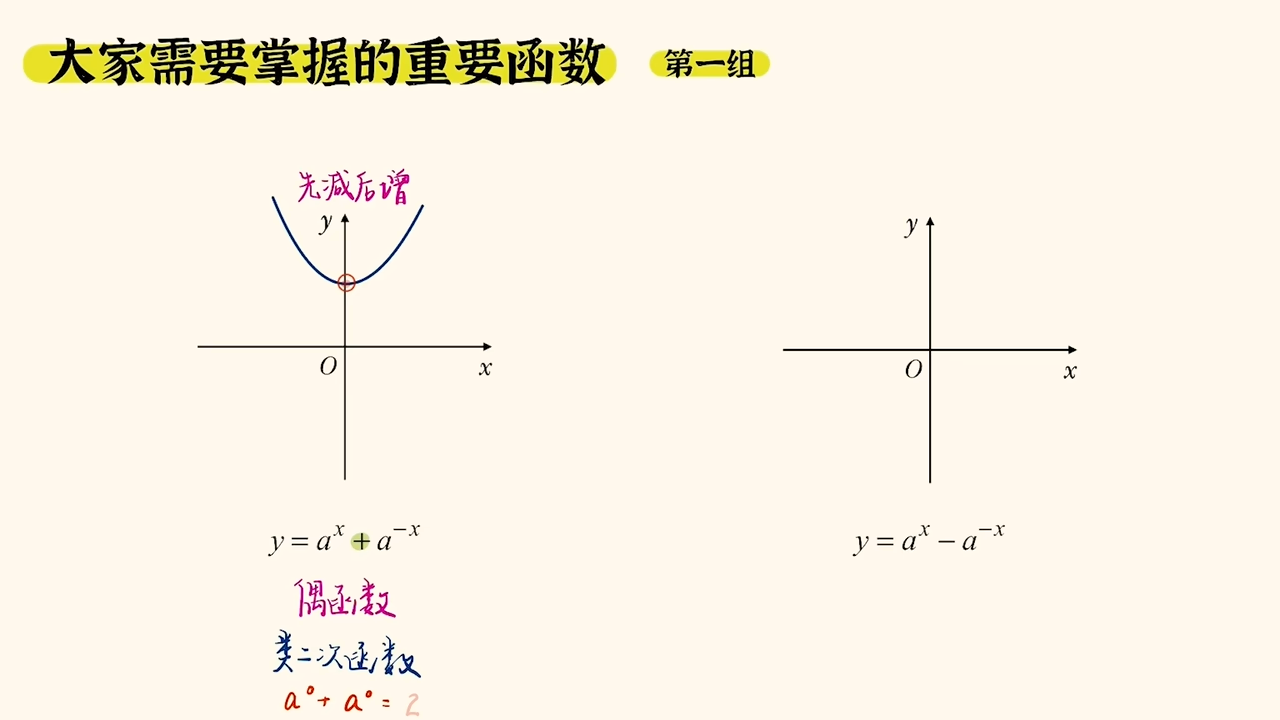 大家需要掌握的重要函数 第一组
先减后增
y
O
x
y = a^x + a^{-x}
偶函数
类二次函数
a^0 + a^0 = 2
y
O
x
y = a^x - a^{-x}